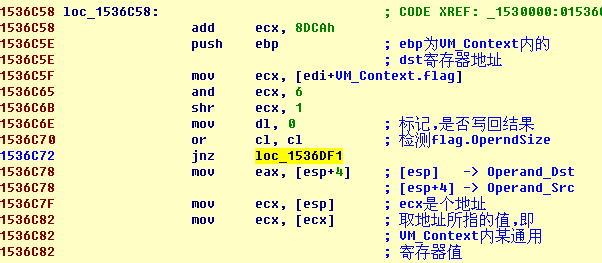 1536C58 loc_1536C58: ; CODE XREF: _1530000:01536
1536C58 add ecx, 8DCAh
1536C5E push ebp ; ebp为VM_Context内的
1536C5E ; dst寄存器地址
1536C5F mov ecx, [edi+VM_Context.flag]
1536C65 and ecx, 6
1536C6B shr ecx, 1
1536C6E mov dl, 0 ; 标记,是否写回结果
1536C70 or cl, cl ; 检测flag.OperndSize
1536C72 jnz loc_1536DF1
1536C78 mov eax, [esp+4] ; [esp] -> Operand_Dst
1536C78 ; [esp+4] -> Operand_Src
1536C7F mov ecx, [esp] ; ecx是个地址
1536C82 mov ecx, [ecx] ; 取地址所指的值,即
1536C82 ; VM_Context内某通用
1536C82 ; 寄存器值